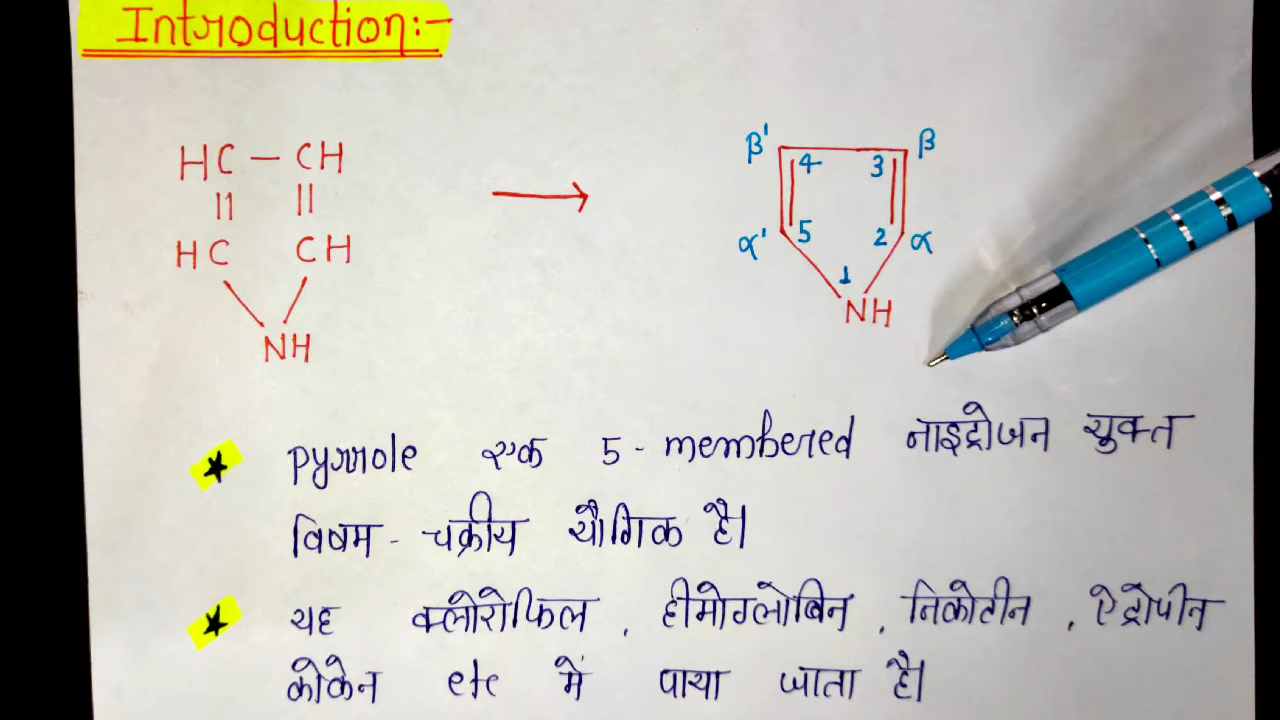 Introduction:-
HC — CH
|| ||
HC CH
NH
β' 4 3 β
α' 5 2 α
1
NH
★ Pyrrole एक 5-membered नाइट्रोजन युक्त
विषम-चक्रीय यौगिक है।
★ यह क्लोरोफिल, हीमोग्लोबिन, निकोटीन, ऐट्रोपीन
कोकेन etc में पाया जाता है।